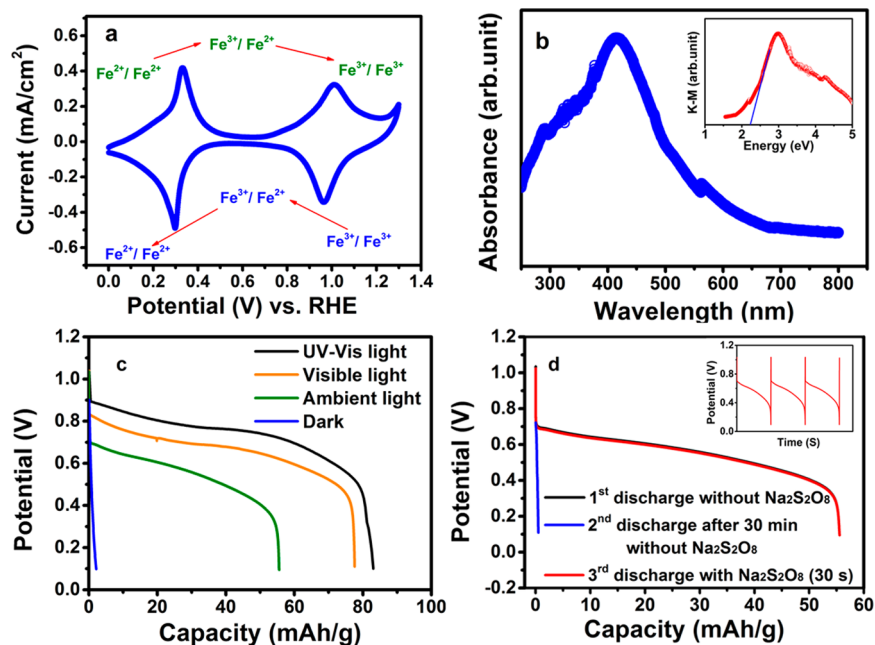 a
Fe²⁺/ Fe²⁺
Fe³⁺/ Fe²⁺
Fe³⁺/ Fe³⁺
Fe²⁺/ Fe²⁺
Fe³⁺/ Fe²⁺
Fe³⁺/ Fe³⁺
Current (mA/cm²)
0.6
0.4
0.2
0.0
-0.2
-0.4
-0.6
0.0 0.2 0.4 0.6 0.8 1.0 1.2 1.4
Potential (V) vs. RHE
b
Absorbance (arb.unit)
300 400 500 600 700 800
Wavelength (nm)
K-M (arb.unit)
1 2 3 4 5
Energy (eV)
c
UV-Vis light
Visible light
Ambient light
Dark
Potential (V)
1.2
1.0
0.8
0.6
0.4
0.2
0.0
0 20 40 60 80 100
Capacity (mAh/g)
d
1ˢᵗ discharge without Na₂S₂O₈
2ⁿᵈ discharge after 30 min
without Na₂S₂O₈
3ʳᵈ discharge with Na₂S₂O₈ (30 s)
Potential (V)
1.2
1.0
0.8
0.6
0.4
0.2
0.0
-0.2
0 10 20 30 40 50 60
Capacity (mAh/g)
Potential (V)
1.2
0.8
0.4
0.0
Time (S)